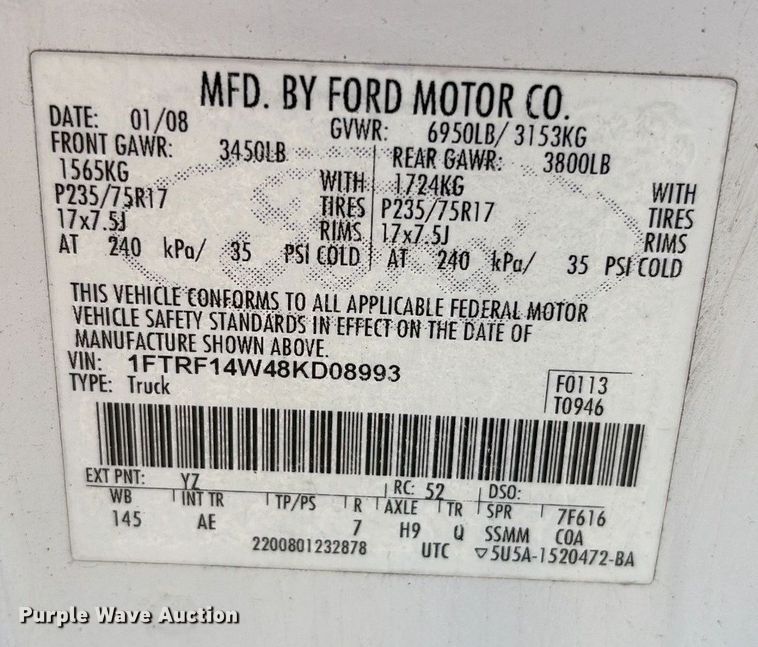 MFD. BY FORD MOTOR CO.
DATE: 01/08 GVWR: 6950LB/ 3153KG
FRONT GAWR: 3450LB REAR GAWR: 3800LB
1565KG WITH 1724KG WITH
P235/75R17 TIRES P235/75R17 TIRES
17x7.5J RIMS 17x7.5J RIMS
AT 240 kPa/ 35 PSI COLD AT 240 kPa/ 35 PSI COLD
THIS VEHICLE CONFORMS TO ALL APPLICABLE FEDERAL MOTOR
VEHICLE SAFETY STANDARDS IN EFFECT ON THE DATE OF
MANUFACTURE SHOWN ABOVE.
VIN: 1FTRF14W48KD08993
TYPE: Truck
F0113
T0946
EXT PNT: YZ RC: 52 DSO:
WB INT TR TP/PS R AXLE TR SPR 7F616
145 AE 7 H9 Q SSMM COA
2200801232878 UTC ▽5U5A-1520472-BA
Purple Wave Auction